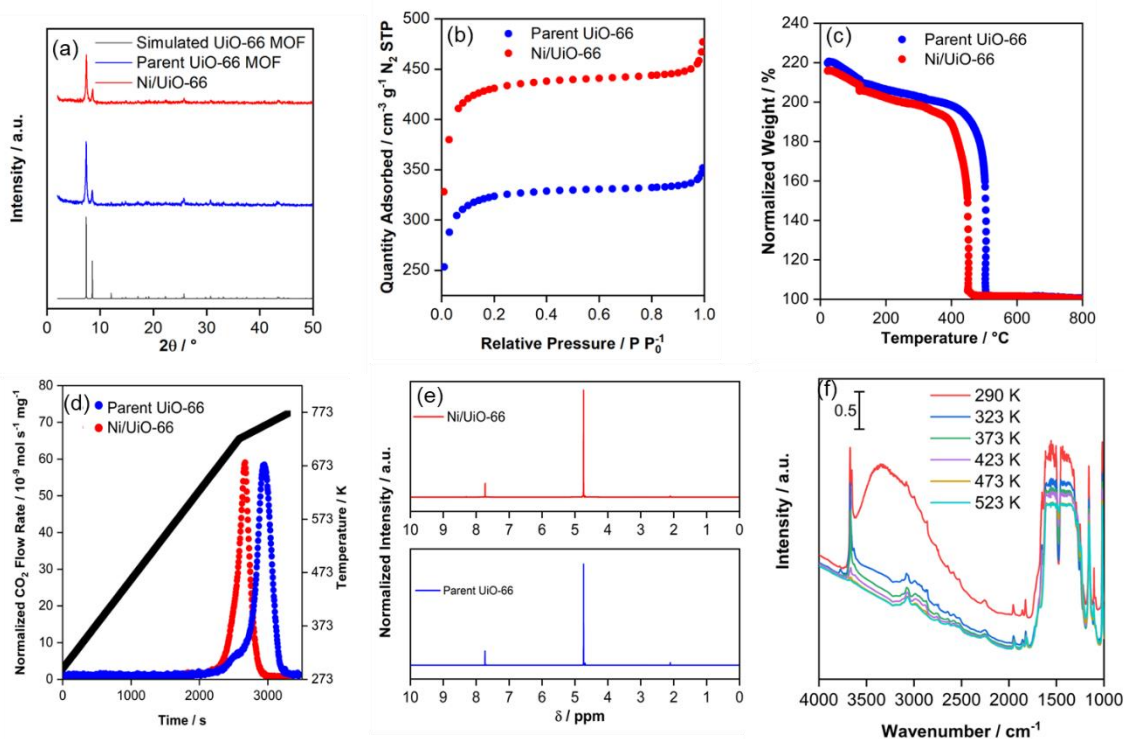 (a)
Simulated UiO-66 MOF
Parent UiO-66 MOF
Ni/UiO-66
Intensity / a.u.
0 10 20 30 40 50
2θ / °
(b)
Parent UiO-66
Ni/UiO-66
Quantity Adsorbed / cm³ g⁻¹ N₂ STP
500
450
400
350
300
250
0.0 0.2 0.4 0.6 0.8 1.0
Relative Pressure / P P₀⁻¹
(c)
Parent UiO-66
Ni/UiO-66
Normalized Weight / %
220
200
180
160
140
120
100
0 200 400 600 800
Temperature / °C
(d)
Parent UiO-66
Ni/UiO-66
Normalized CO₂ Flow Rate / 10⁻⁹ mol s⁻¹ mg⁻¹
80
70
60
50
40
30
20
10
0
773
673
573
473
373
273
Temperature / K
0 1000 2000 3000
Time / s
(e)
Ni/UiO-66
10 9 8 7 6 5 4 3 2 1 0
Parent UiO-66
Normalized Intensity / a.u.
10 9 8 7 6 5 4 3 2 1 0
δ / ppm
(f)
0.5
290 K
323 K
373 K
423 K
473 K
523 K
Intensity / a.u.
4000 3500 3000 2500 2000 1500 1000
Wavenumber / cm⁻¹